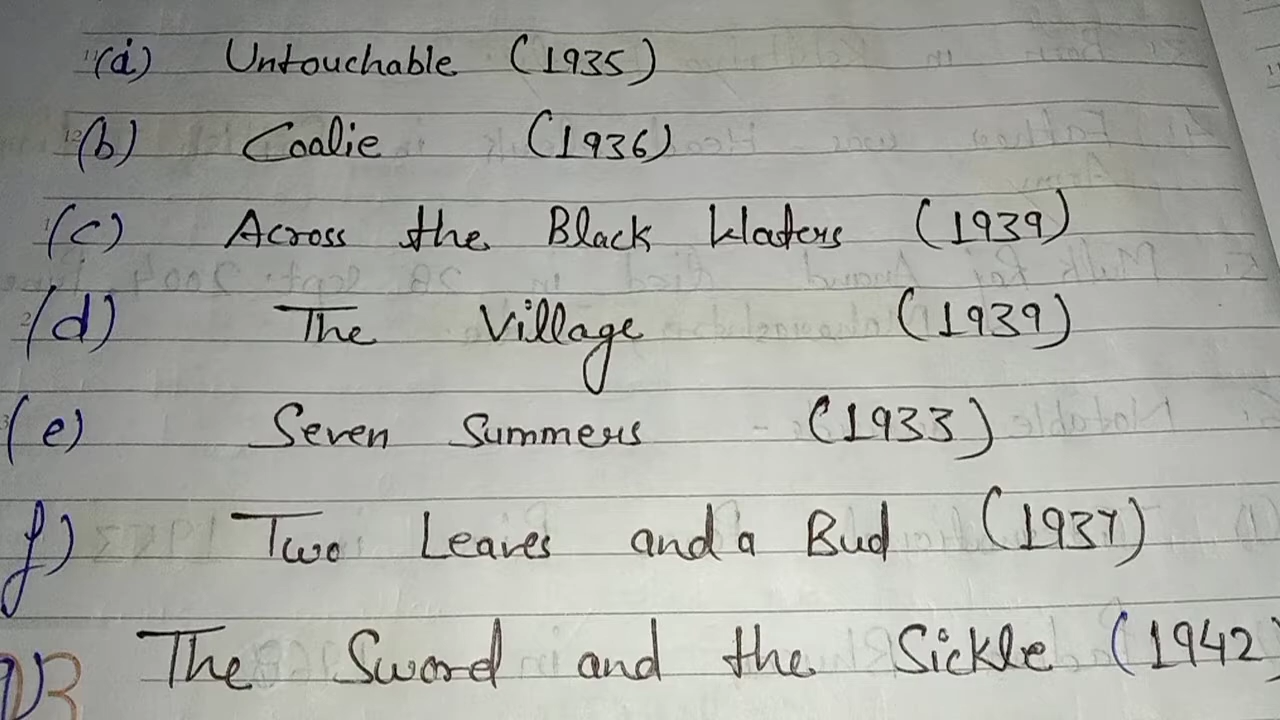 (a) Untouchable (1935)
(b) Coalie (1936)
(c) Across the Black Waters (1939)
(d) The Village (1939)
(e) Seven Summers (1933)
f) Two Leaves and a Bud (1937)
The Sword and the Sickle (1942